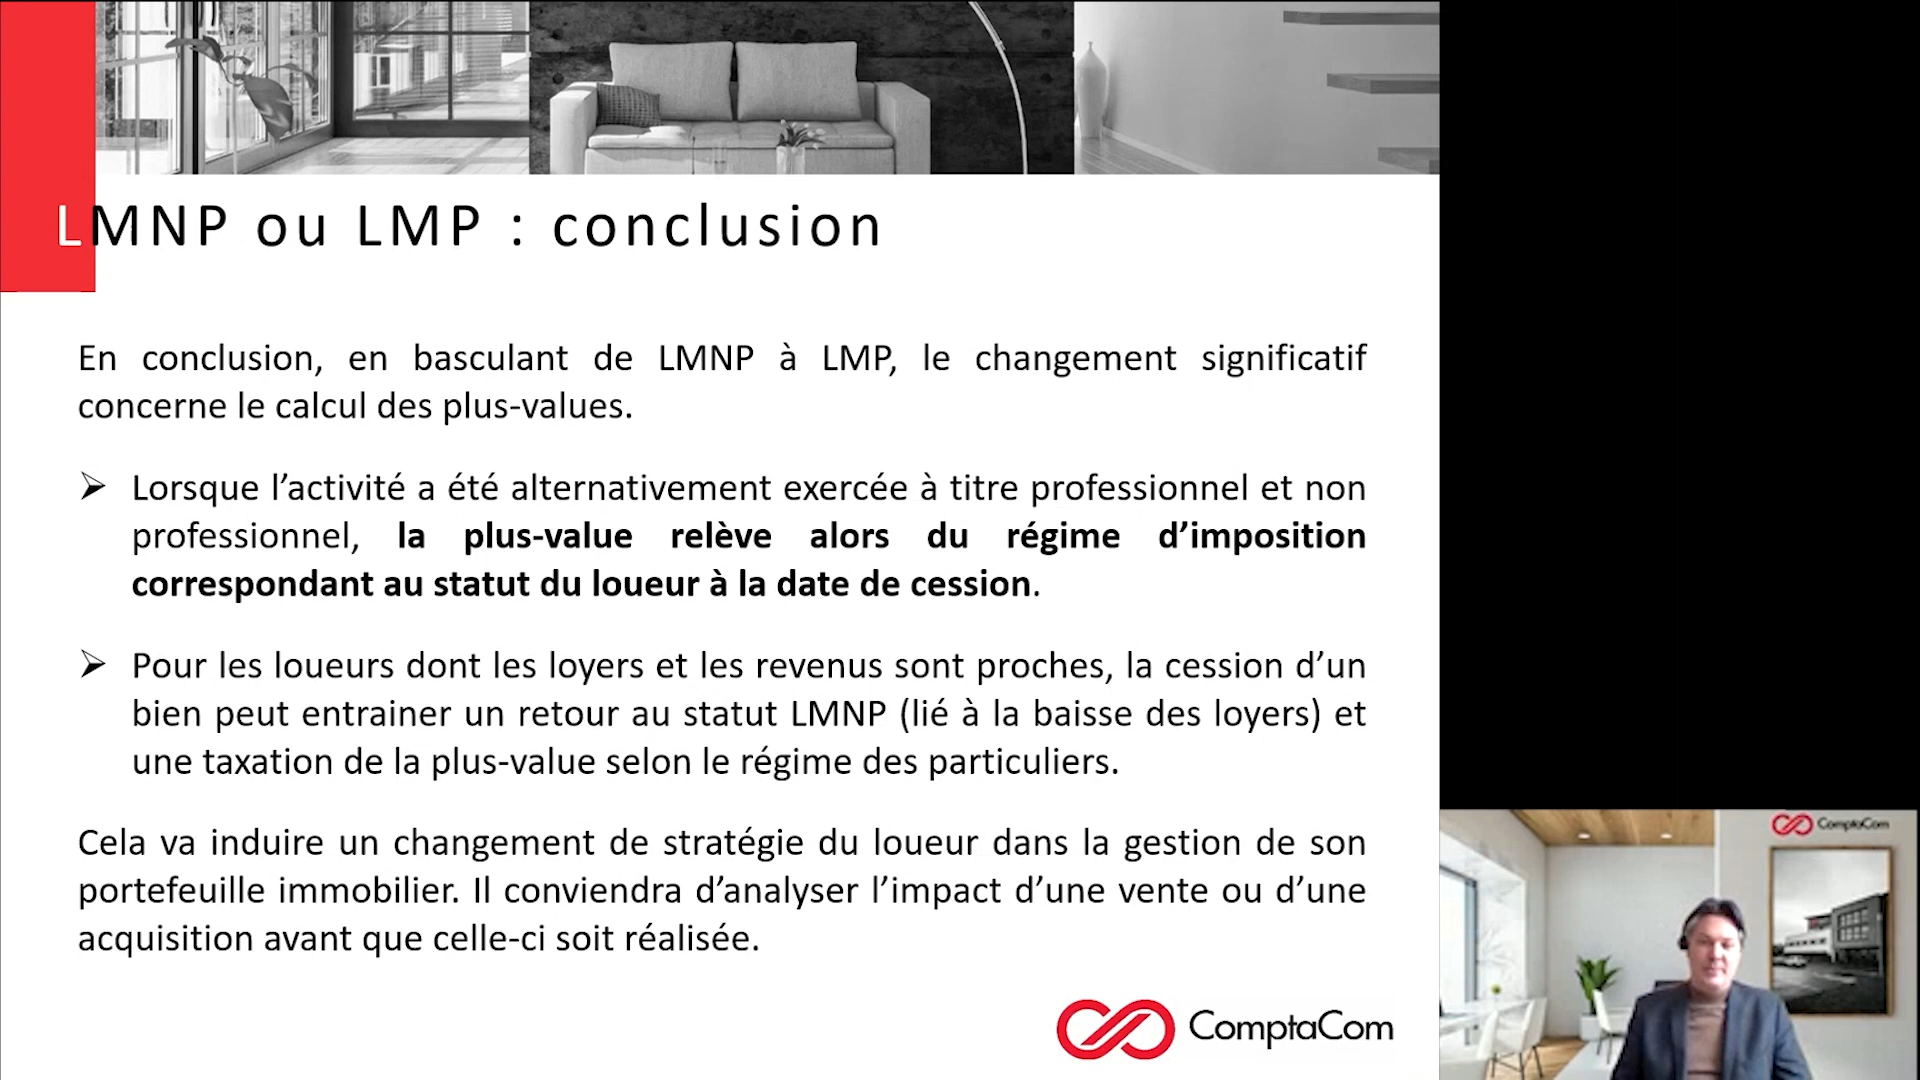 LMNP ou LMP : conclusion
En conclusion, en basculant de LMNP à LMP, le changement significatif
concerne le calcul des plus-values.
➢ Lorsque l’activité a été alternativement exercée à titre professionnel et non
professionnel, la plus-value relève alors du régime d’imposition
correspondant au statut du loueur à la date de cession.
➢ Pour les loueurs dont les loyers et les revenus sont proches, la cession d’un
bien peut entrainer un retour au statut LMNP (lié à la baisse des loyers) et
une taxation de la plus-value selon le régime des particuliers.
Cela va induire un changement de stratégie du loueur dans la gestion de son
portefeuille immobilier. Il conviendra d’analyser l’impact d’une vente ou d’une
acquisition avant que celle-ci soit réalisée.
ComptaCom
ComptaCom